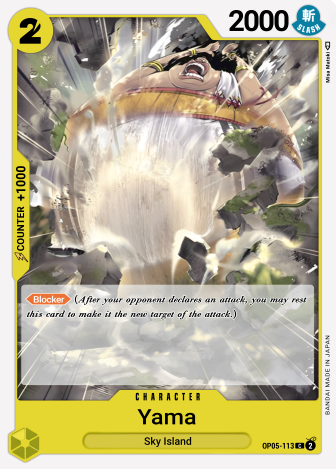 2
2000
斬
SLASH
Misa Matoki
COUNTER +1000
Blocker (After your opponent declares an attack, you may rest
this card to make it the new target of the attack.)
BANDAI MADE IN JAPAN
CHARACTER
Yama
Sky Island
OP05-113 C 2